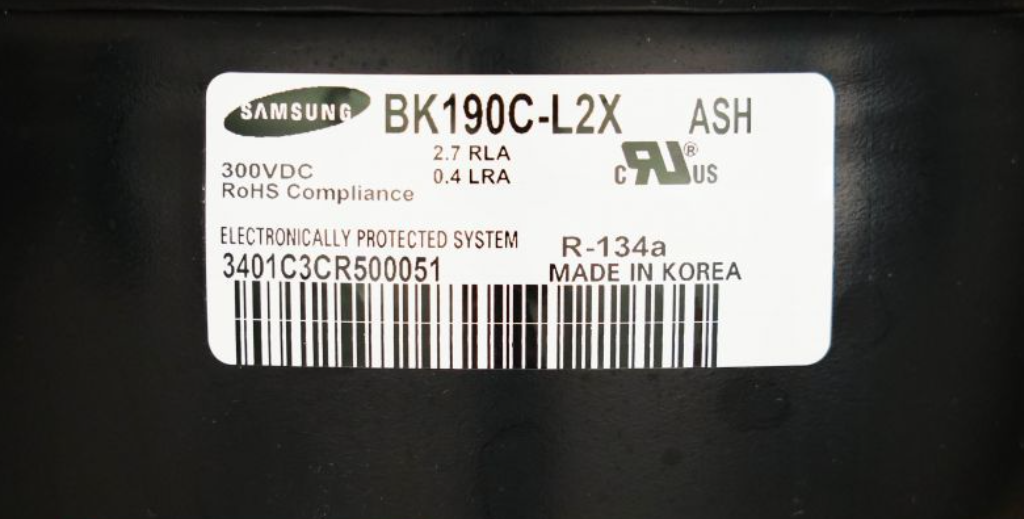 SAMSUNG BK190C-L2X ASH
2.7 RLA
0.4 LRA
C RU® US
300VDC
RoHS Compliance
ELECTRONICALLY PROTECTED SYSTEM
R-134a
3401C3CR500051
MADE IN KOREA